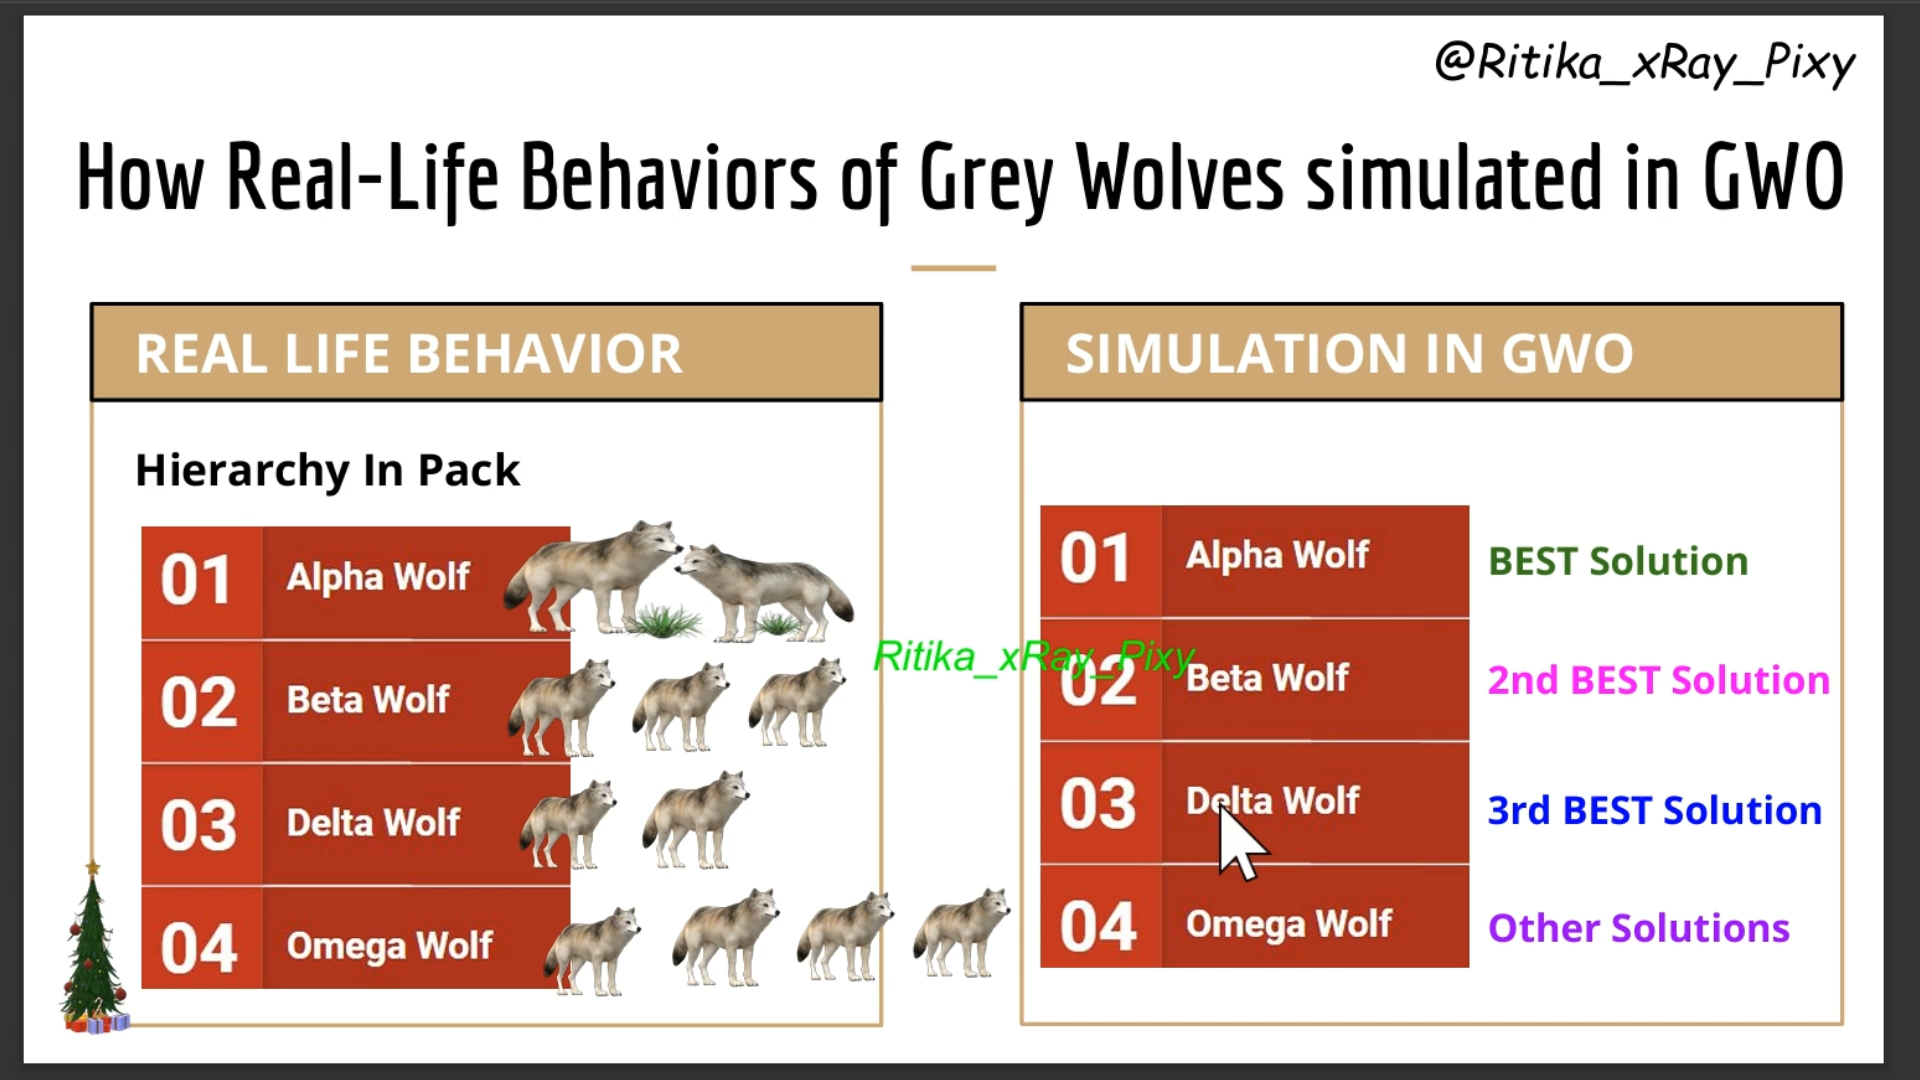 @Ritika_xRay_Pixy
How Real-Life Behaviors of Grey Wolves simulated in GWO
REAL LIFE BEHAVIOR
Hierarchy In Pack
01 Alpha Wolf
02 Beta Wolf
03 Delta Wolf
04 Omega Wolf
Ritika_xRay_Pixy
SIMULATION IN GWO
01 Alpha Wolf BEST Solution
02 Beta Wolf 2nd BEST Solution
03 Delta Wolf 3rd BEST Solution
04 Omega Wolf Other Solutions